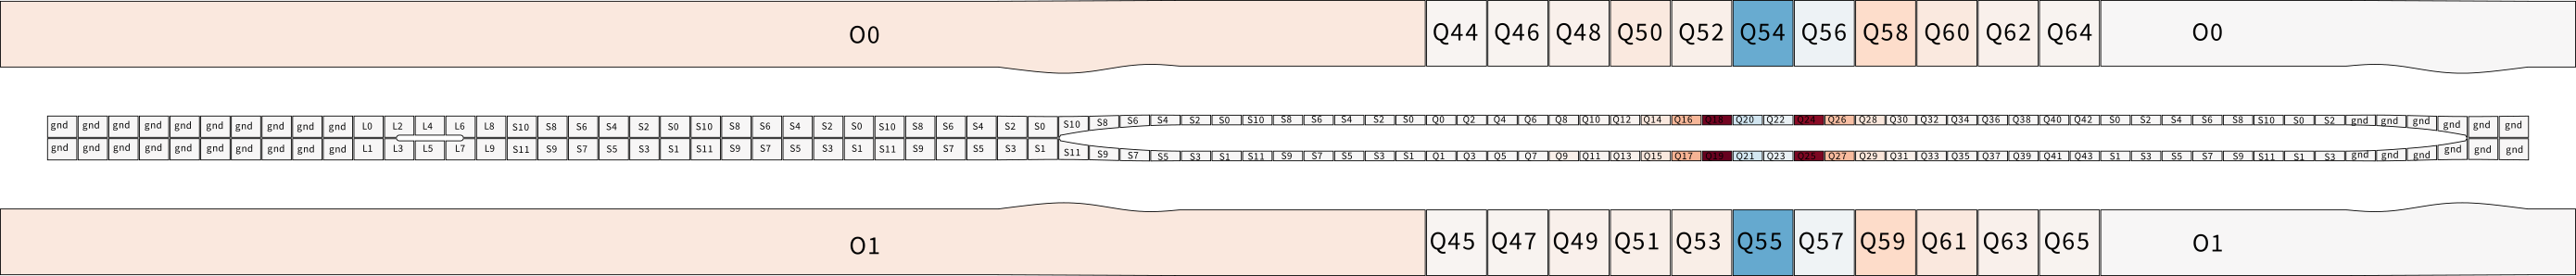 O0 Q44 Q46 Q48 Q50 Q52 Q54 Q56 Q58 Q60 Q62 Q64 O0
gnd gnd gnd gnd gnd gnd gnd gnd gnd gnd L0 L2 L4 L6 L8 S10 S8 S6 S4 S2 S0 S10 S8 S6 S4 S2 S0 S10 S8 S6 S4 S2 S0 S10 S8 S6 S4 S2 S0 S10 S8 S6 S4 S2 S0 Q0 Q2 Q4 Q6 Q8 Q10 Q12 Q14 Q16 Q18 Q20 Q22 Q24 Q26 Q28 Q30 Q32 Q34 Q36 Q38 Q40 Q42 S0 S2 S4 S6 S8 S10 S0 S2 gnd gnd gnd gnd gnd gnd
gnd gnd gnd gnd gnd gnd gnd gnd gnd gnd L1 L3 L5 L7 L9 S11 S9 S7 S5 S3 S1 S11 S9 S7 S5 S3 S1 S11 S9 S7 S5 S3 S1 S11 S9 S7 S5 S3 S1 S11 S9 S7 S5 S3 S1 Q1 Q3 Q5 Q7 Q9 Q11 Q13 Q15 Q17 Q19 Q21 Q23 Q25 Q27 Q29 Q31 Q33 Q35 Q37 Q39 Q41 Q43 S1 S3 S5 S7 S9 S11 S1 S3 gnd gnd gnd gnd gnd gnd
O1 Q45 Q47 Q49 Q51 Q53 Q55 Q57 Q59 Q61 Q63 Q65 O1